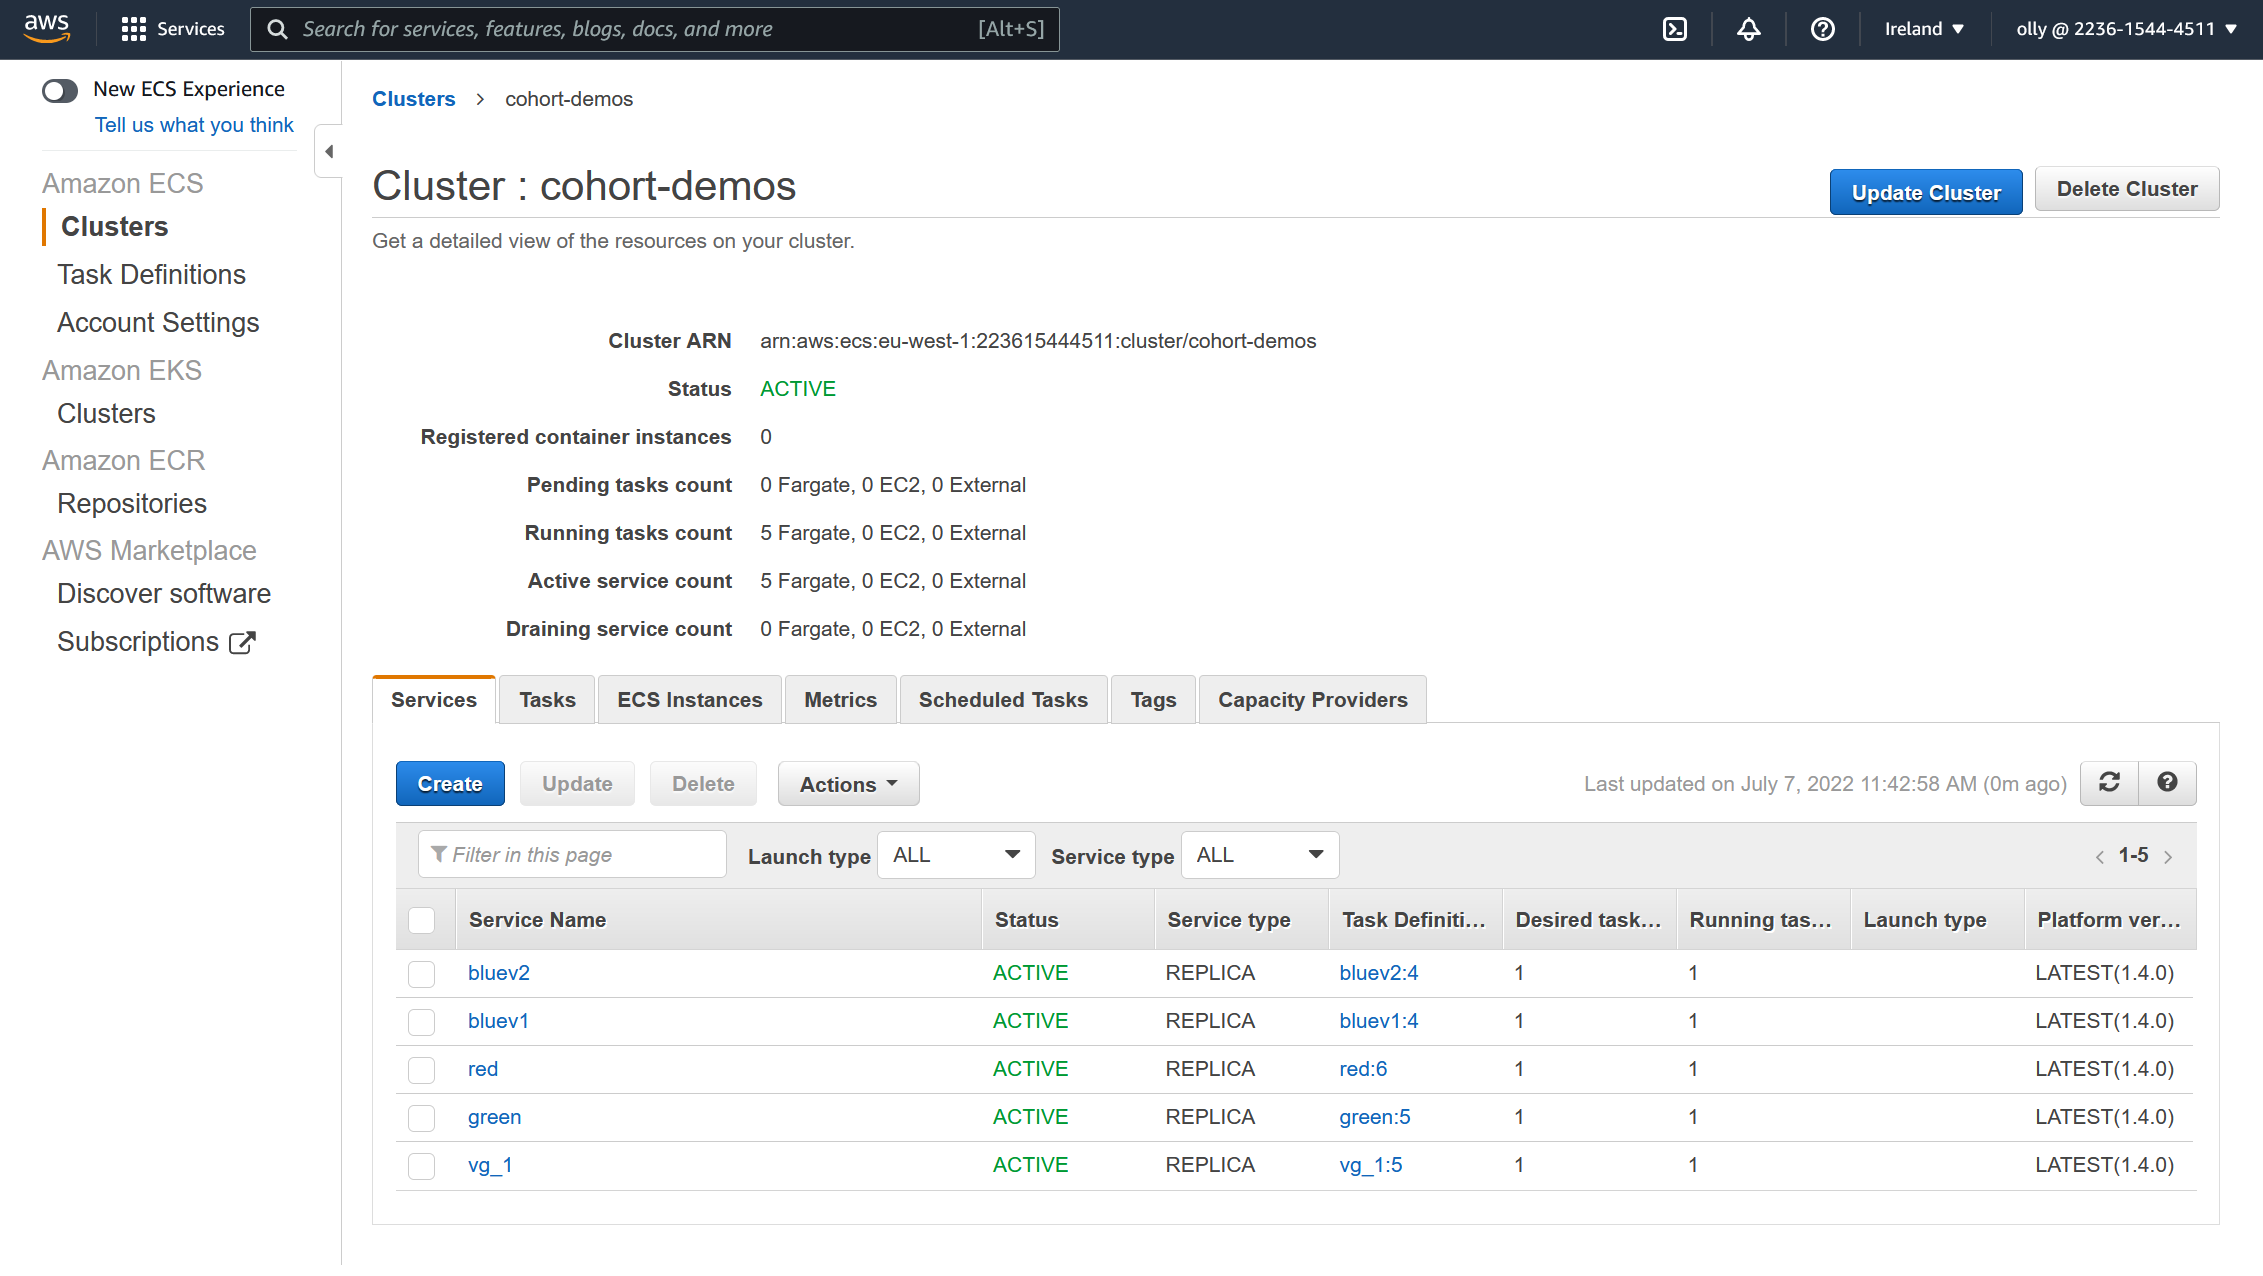 aws Services Search for services, features, blogs, docs, and more [Alt+S] Ireland olly @ 2236-1544-4511
New ECS Experience
Tell us what you think
Amazon ECS
Clusters
Task Definitions
Account Settings
Amazon EKS
Clusters
Amazon ECR
Repositories
AWS Marketplace
Discover software
Subscriptions
Clusters > cohort-demos
Cluster : cohort-demos
Update Cluster Delete Cluster
Get a detailed view of the resources on your cluster.
Cluster ARN arn:aws:ecs:eu-west-1:223615444511:cluster/cohort-demos
Status ACTIVE
Registered container instances 0
Pending tasks count 0 Fargate, 0 EC2, 0 External
Running tasks count 5 Fargate, 0 EC2, 0 External
Active service count 5 Fargate, 0 EC2, 0 External
Draining service count 0 Fargate, 0 EC2, 0 External
Services Tasks ECS Instances Metrics Scheduled Tasks Tags Capacity Providers
Create Update Delete Actions Last updated on July 7, 2022 11:42:58 AM (0m ago)
Filter in this page Launch type ALL Service type ALL < 1-5 >
Service Name Status Service type Task Definiti... Desired task... Running tas... Launch type Platform ver...
bluev2 ACTIVE REPLICA bluev2:4 1 1 LATEST(1.4.0)
bluev1 ACTIVE REPLICA bluev1:4 1 1 LATEST(1.4.0)
red ACTIVE REPLICA red:6 1 1 LATEST(1.4.0)
green ACTIVE REPLICA green:5 1 1 LATEST(1.4.0)
vg_1 ACTIVE REPLICA vg_1:5 1 1 LATEST(1.4.0)